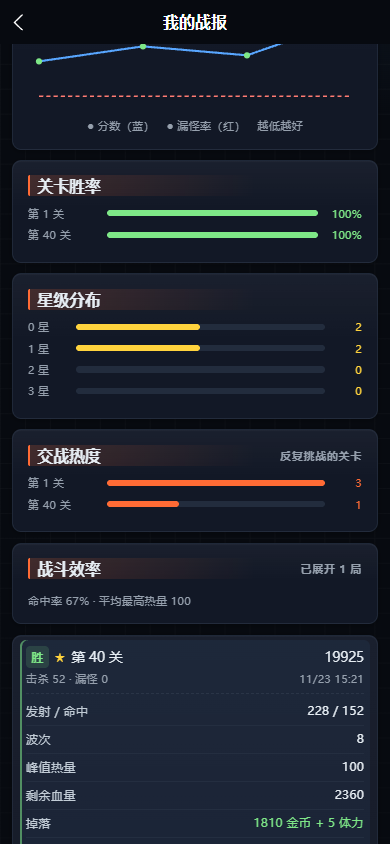 我的战报
● 分数（蓝） ● 漏怪率（红） 越低越好
关卡胜率
第 1 关 100%
第 40 关 100%
星级分布
0 星 2
1 星 2
2 星 0
3 星 0
交战热度 反复挑战的关卡
第 1 关 3
第 40 关 1
战斗效率 已展开 1 局
命中率 67% · 平均最高热量 100
胜 ★ 第 40 关 19925
击杀 52 · 漏怪 0 11/23 15:21
发射 / 命中 228 / 152
波次 8
峰值热量 100
剩余血量 2360
掉落 1810 金币 + 5 体力